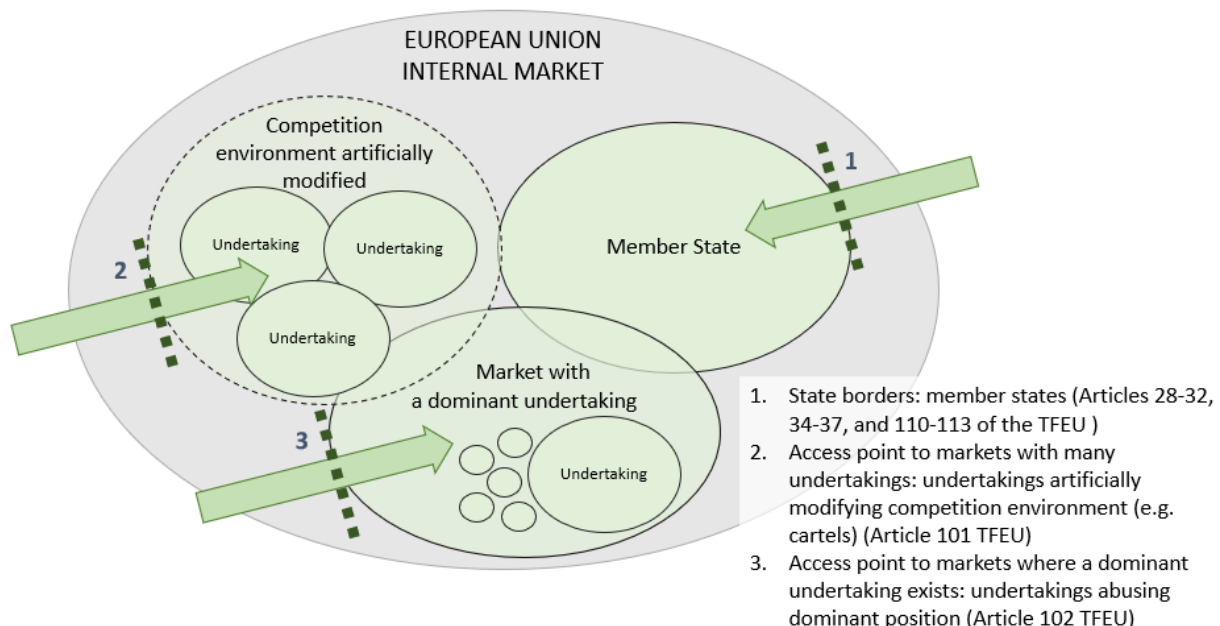 EUROPEAN UNION
INTERNAL MARKET
Competition
environment artificially
modified
Undertaking
Undertaking
Undertaking
1
Member State
2
Market with
a dominant undertaking
3
Undertaking
1. State borders: member states (Articles 28-32,
34-37, and 110-113 of the TFEU )
2. Access point to markets with many
undertakings: undertakings artificially
modifying competition environment (e.g.
cartels) (Article 101 TFEU)
3. Access point to markets where a dominant
undertaking exists: undertakings abusing
dominant position (Article 102 TFEU)